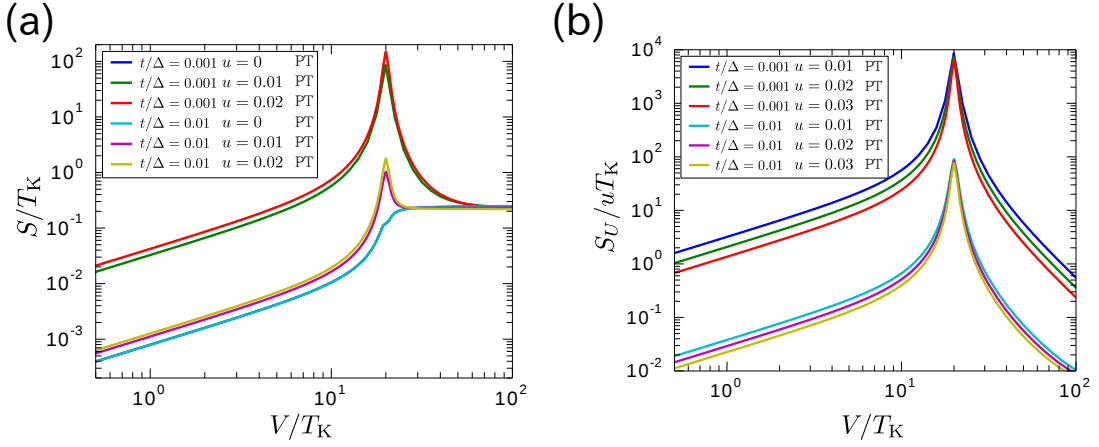 (a)
S/T_K
10^2
10^1
10^0
10^-1
10^-2
10^-3
t/Δ = 0.001 u = 0 PT
t/Δ = 0.001 u = 0.01 PT
t/Δ = 0.001 u = 0.02 PT
t/Δ = 0.01 u = 0 PT
t/Δ = 0.01 u = 0.01 PT
t/Δ = 0.01 u = 0.02 PT
10^0 10^1 10^2
V/T_K
(b)
S_U/uT_K
10^4
10^3
10^2
10^1
10^0
10^-1
10^-2
t/Δ = 0.001 u = 0.01 PT
t/Δ = 0.001 u = 0.02 PT
t/Δ = 0.001 u = 0.03 PT
t/Δ = 0.01 u = 0.01 PT
t/Δ = 0.01 u = 0.02 PT
t/Δ = 0.01 u = 0.03 PT
10^0 10^1 10^2
V/T_K